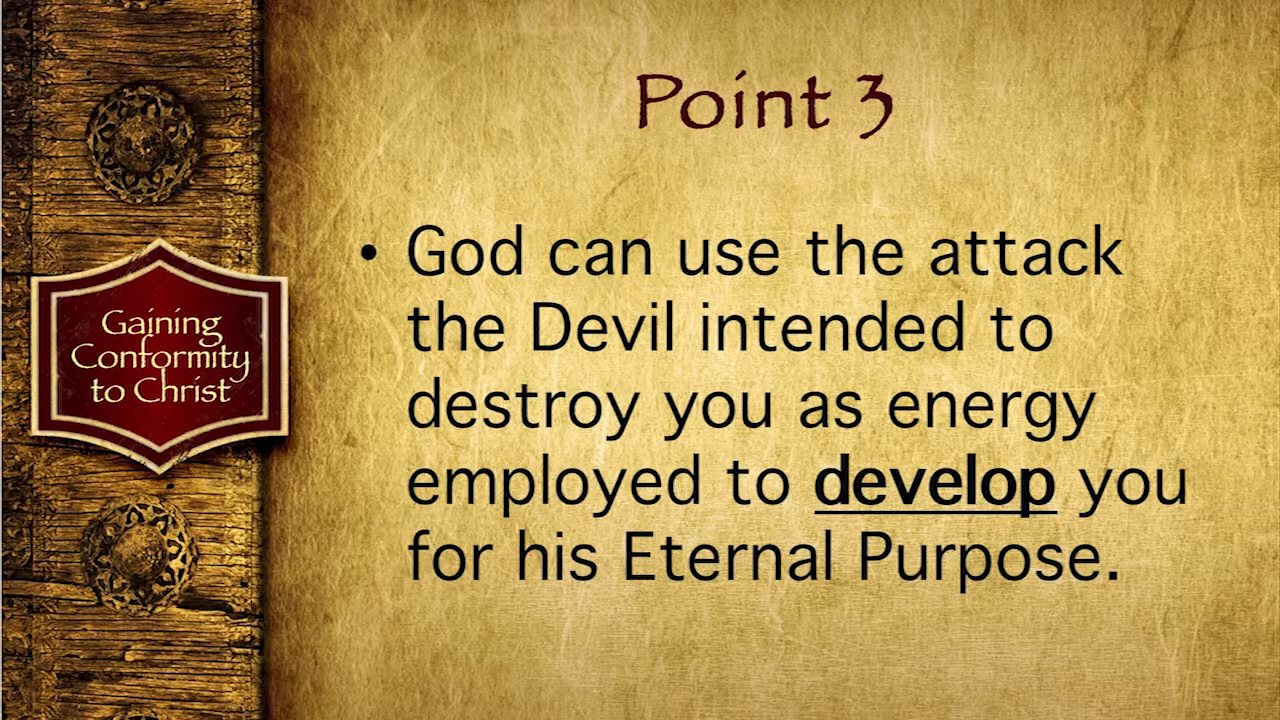 Point 3
• God can use the attack
the Devil intended to
destroy you as energy
employed to develop you
for his Eternal Purpose.
Gaining
Conformity
to Christ